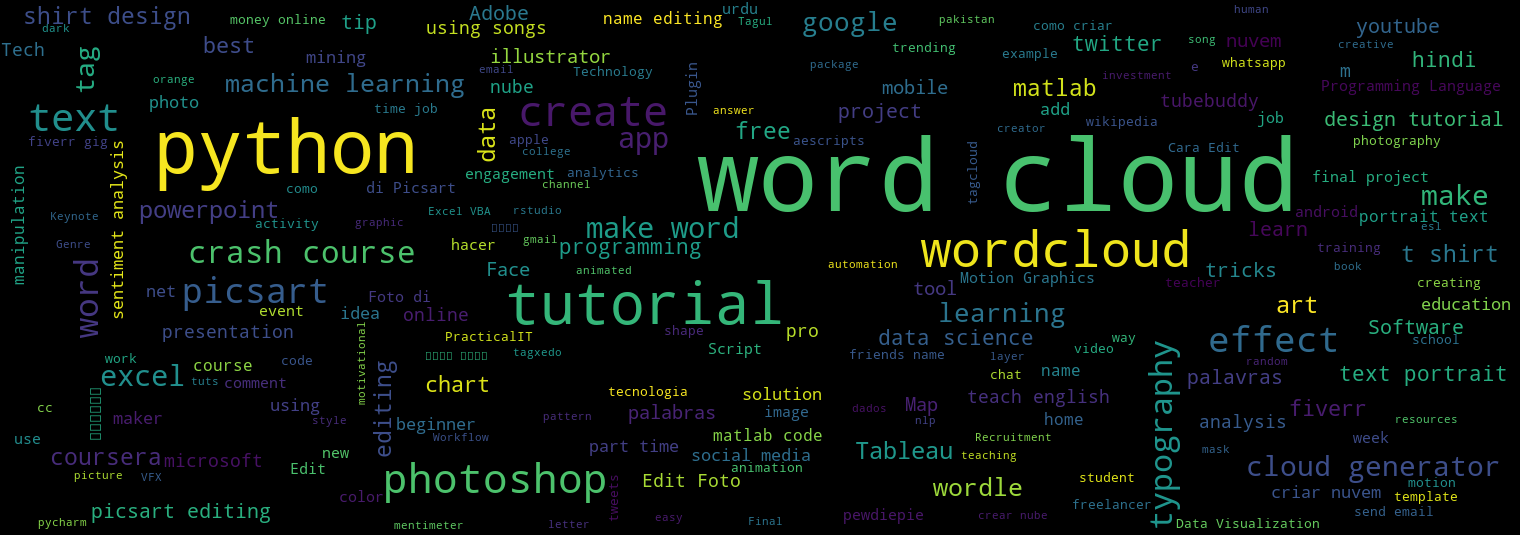 shirt design
money online
tip
Adobe
using songs
name editing
urdu
Tagul
google
pakistan
como criar
human
youtube
dark
Tech
tag
best
mining
illustrator
trending
example
twitter
song
nuvem
creative
hindi
orange
machine learning
email
Technology
Plugin
package
investment
e
whatsapp
m
Programming Language
text
photo
time job
nube
data
create
answer
mobile
project
matlab
add
tubebuddy
job
design tutorial
fiverr gig
python
apple
college
app
free
aescripts
creator
wikipedia
Cara Edit
photography
manipulation
sentiment analysis
como
di Picsart
engagement
analytics
channel
word cloud
tagcloud
final project
make
Keynote
powerpoint
activity
graphic
Excel VBA
rstudio
make word
android
portrait text
esl
Genre
crash course
hacer
gmail
programming
wordcloud
learn
training
t shirt
word
net
picsart
Face
animated
automation
Motion Graphics
tricks
teacher
book
creating
event
idea
Foto di
online
tutorial
tool
learning
art
education
presentation
motivational
PracticalIT
shape
pro
data science
effect
Software
school
work
course
code
tagxedo
Script
friends name
layer
video
way
typography
random
excel
tuts
comment
editing
chart
tecnologia
solution
chat
name
palavras
text portrait
cc
maker
using
style
beginner
pattern
palabras
image
dados
Map
nlp
teach english
home
fiverr
resources
use
new
Workflow
part time
matlab code
social media
Recruitment
analysis
week
coursera
microsoft
Edit
animation
Tableau
teaching
mask
picture
VFX
color
photoshop
tweets
Edit Foto
wordle
student
cloud generator
motion
picsart editing
freelancer
criar nuvem
template
send email
pycharm
mentimeter
letter
easy
Final
pewdiepie
crear nube
Data Visualization